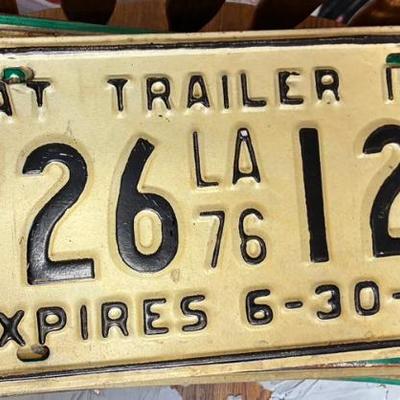 AT TRAILER
26 LA 76 12
XPIRES 6-30-